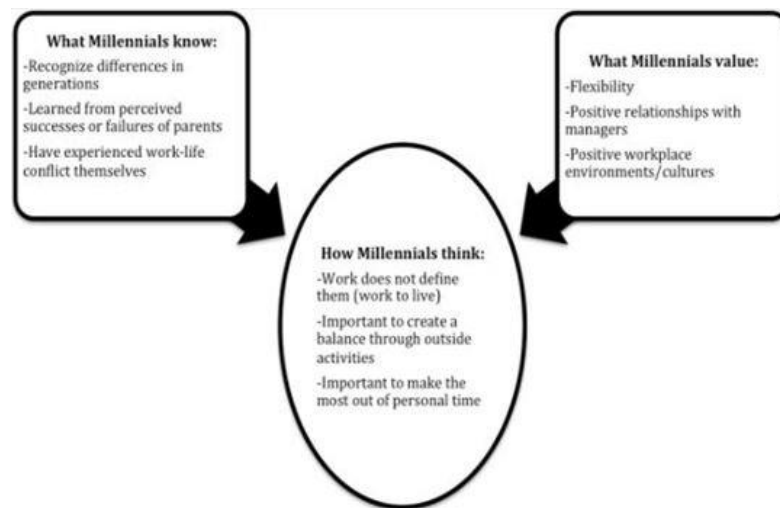 What Millennials know:
-Recognize differences in
generations
-Learned from perceived
successes or failures of parents
-Have experienced work-life
conflict themselves
What Millennials value:
-Flexibility
-Positive relationships with
managers
-Positive workplace
environments/cultures
How Millennials think:
-Work does not define
them (work to live)
-Important to create a
balance through outside
activities
-Important to make the
most out of personal time